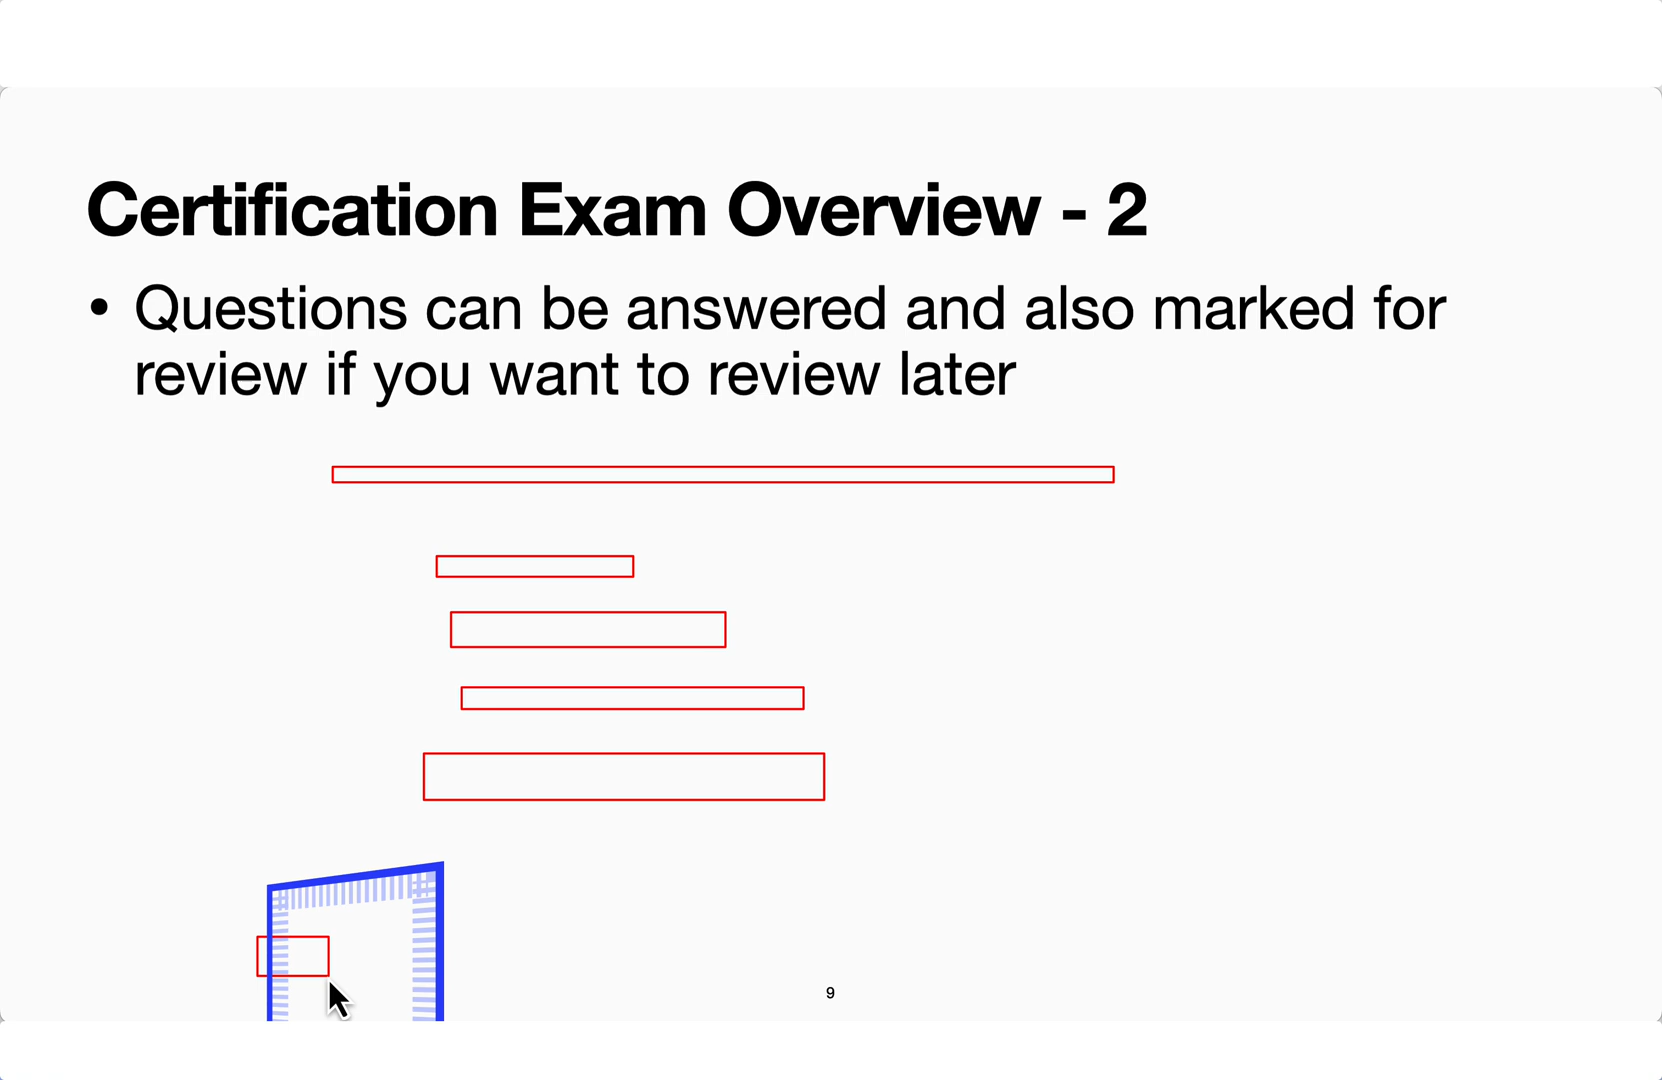 Certification Exam Overview - 2
• Questions can be answered and also marked for
review if you want to review later
9